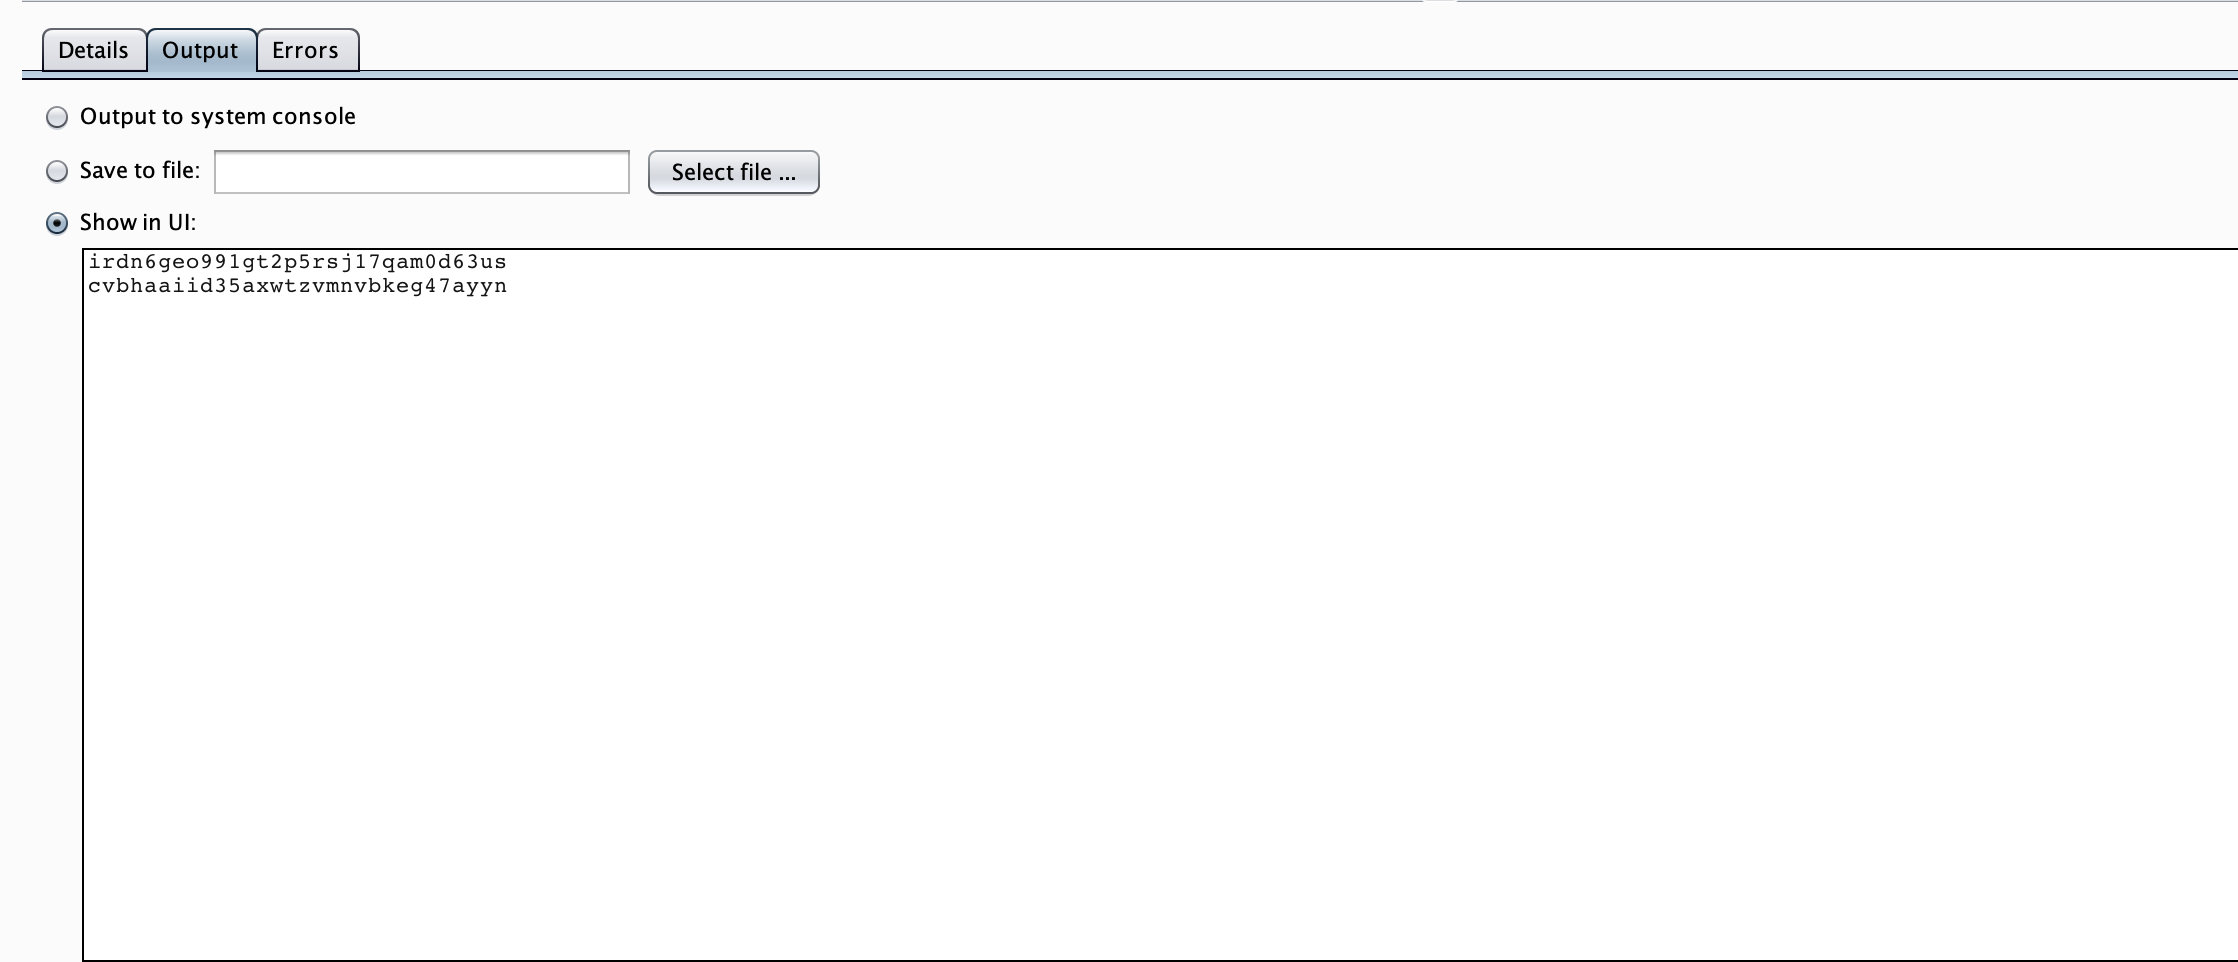 Details Output Errors
Output to system console
Save to file: Select file ...
Show in UI:
irdn6geo991gt2p5rsj17qam0d63us
cvbhaaiid35axwtzvmnvbkeg47ayyn